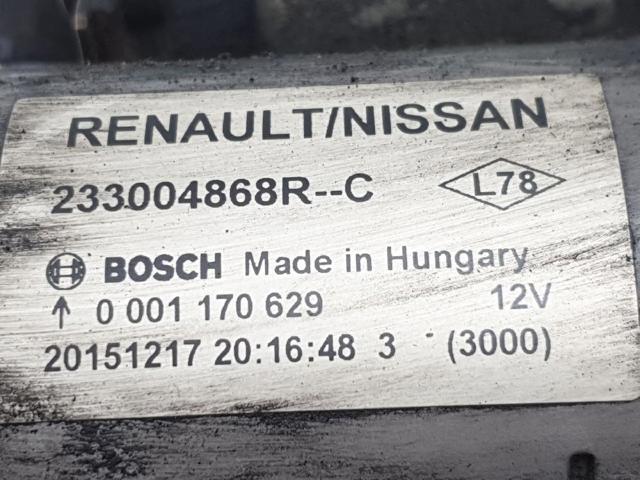 RENAULT/NISSAN
233004868R--C L78
BOSCH Made in Hungary
↑ 0 001 170 629 12V
20151217 20:16:48 3 (3000)